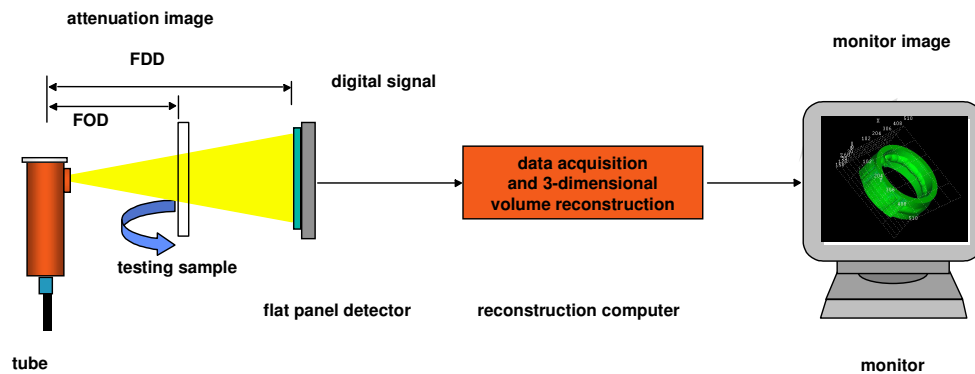 attenuation image
FDD
FOD
digital signal
monitor image
data acquisition
and 3-dimensional
volume reconstruction
testing sample
flat panel detector
reconstruction computer
tube
monitor